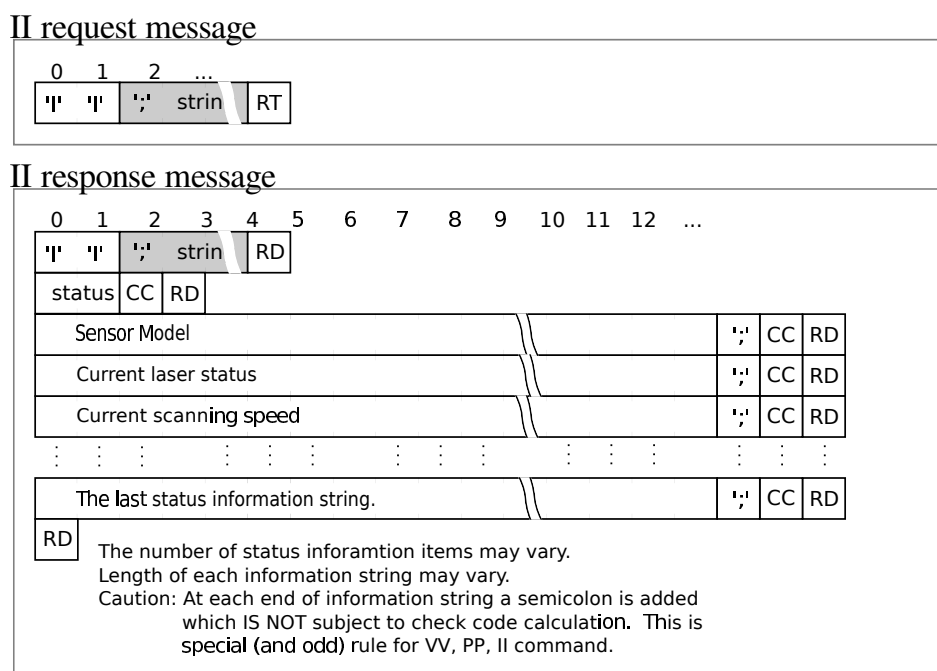 II request message
0 1 2 ...
'I' 'I' ';' strin RT
II response message
0 1 2 3 4 5 6 7 8 9 10 11 12 ...
'I' 'I' ';' strin RD
status CC RD
Sensor Model ';' CC RD
Current laser status ';' CC RD
Current scanning speed ';' CC RD
The last status information string. ';' CC RD
RD
The number of status inforamtion items may vary.
Length of each information string may vary.
Caution: At each end of information string a semicolon is added
which IS NOT subject to check code calculation. This is
special (and odd) rule for VV, PP, II command.